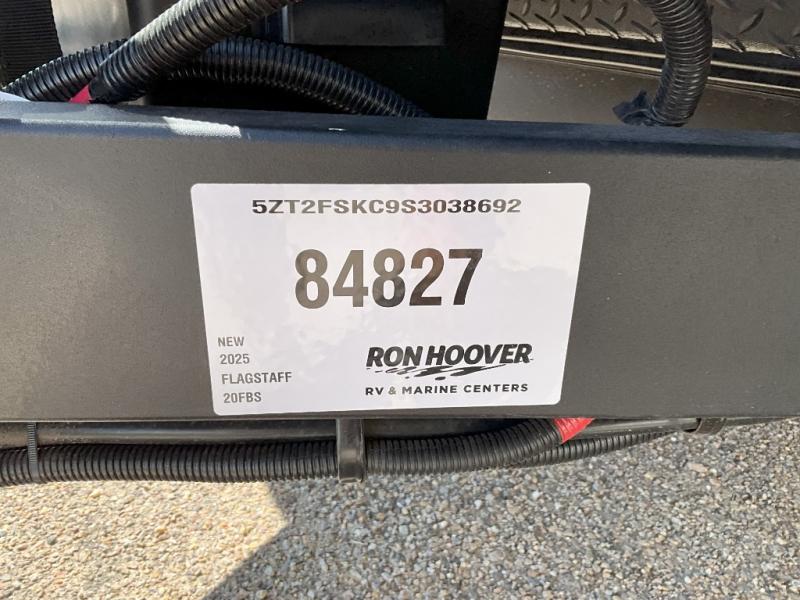 5ZT2FSKC9S3038692
84827
NEW
2025
FLAGSTAFF
20FBS
RON HOOVER
RV & MARINE CENTERS